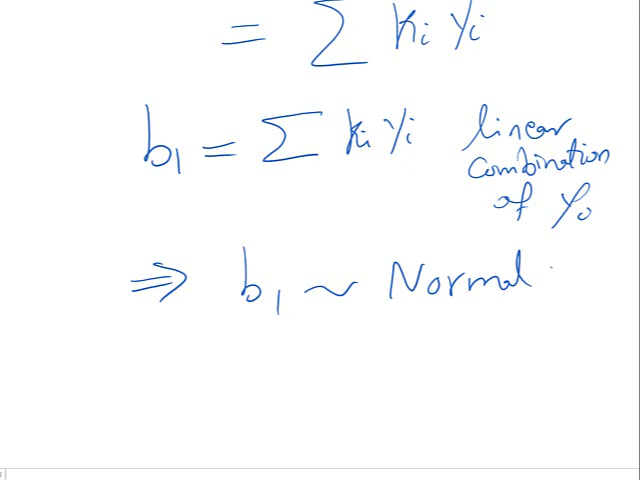 = ∑ Ki Yi
b1 = ∑ Ki Yi linear
combination
of Yi
⇒ b1 ~ Normal